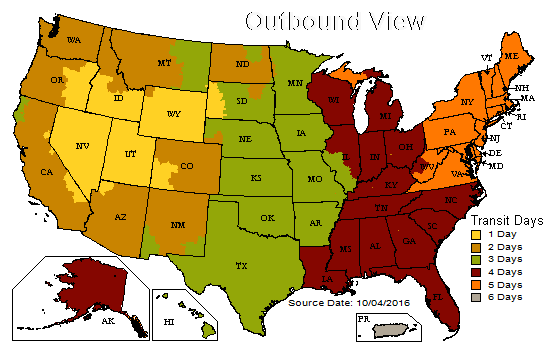 Outbound View
WA
OR
CA
NV
ID
MT
WY
UT
AZ
CO
NM
ND
SD
NE
KS
OK
TX
MN
IA
MO
AR
LA
WI
IL
MI
IN
OH
KY
TN
MS
AL
GA
FL
SC
NC
VA
WV
PA
NY
VT
ME
NH
MA
RI
CT
NJ
DE
MD
AK
HI
PR
Transit Days
1 Day
2 Days
3 Days
4 Days
5 Days
6 Days
Source Date: 10/04/2016